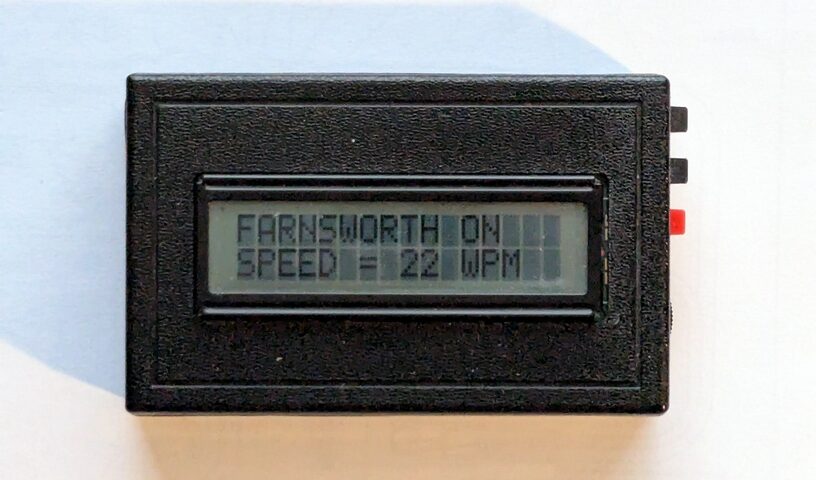 FARNSWORTH ON
SPEED = 22 WPM